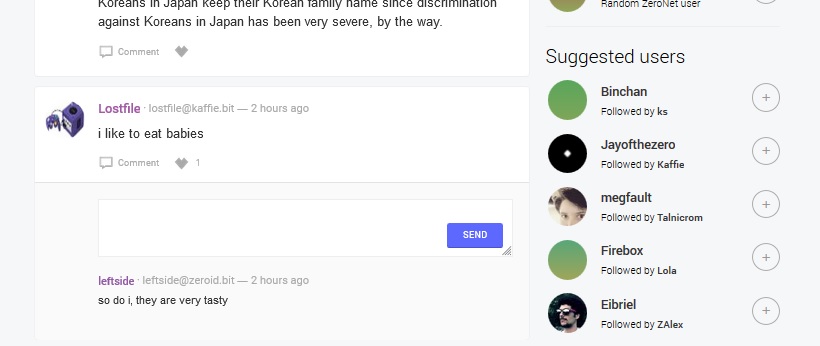 Koreans in Japan keep their Korean family name since discrimination
against Koreans in Japan has been very severe, by the way.
Comment
Lostfile · lostfile@kaffie.bit — 2 hours ago
i like to eat babies
Comment 1
SEND
leftside · leftside@zeroid.bit — 2 hours ago
so do i, they are very tasty
Random ZeroNet user
Suggested users
Binchan
Followed by ks
Jayofthezero
Followed by Kaffie
megfault
Followed by Talnicrom
Firebox
Followed by Lola
Eibriel
Followed by ZAlex